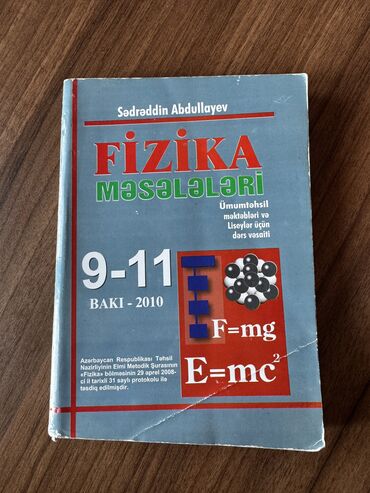 Sədrəddin Abdullayev
FİZİKA
MƏSƏLƏLƏRİ
Ümumtəhsil
məktəbləri və
Liseylər üçün
dərs vəsaiti
9-11
BAKI - 2010
F=mg
E=mc²
Azərbaycan Respublikası Təhsil
Nazirliyinin Elmi Metodik Şurasının
«Fizika» bölməsinin 29 aprel 2008-
ci il tarixli 31 saylı protokolu ilə
təsdiq edilmişdir.